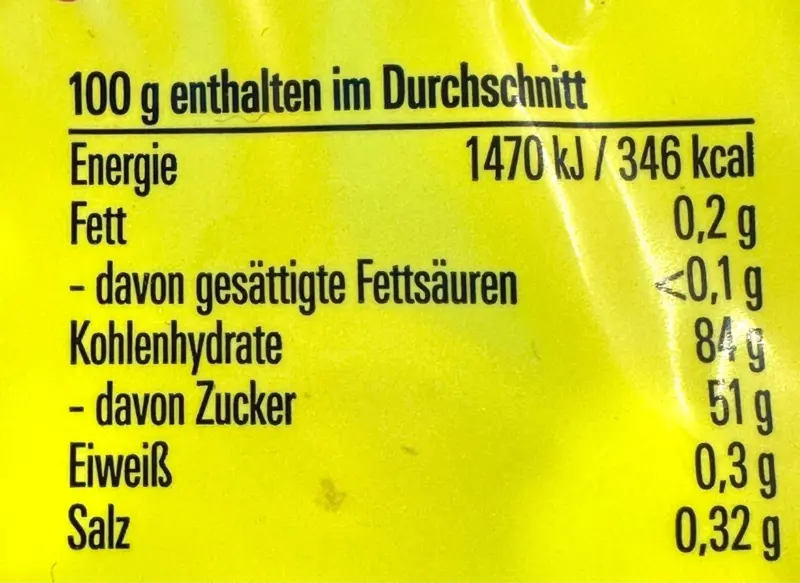 100 g enthalten im Durchschnitt
Energie 1470 kJ / 346 kcal
Fett 0,2 g
- davon gesättigte Fettsäuren <0,1 g
Kohlenhydrate 84 g
- davon Zucker 51 g
Eiweiß 0,3 g
Salz 0,32 g